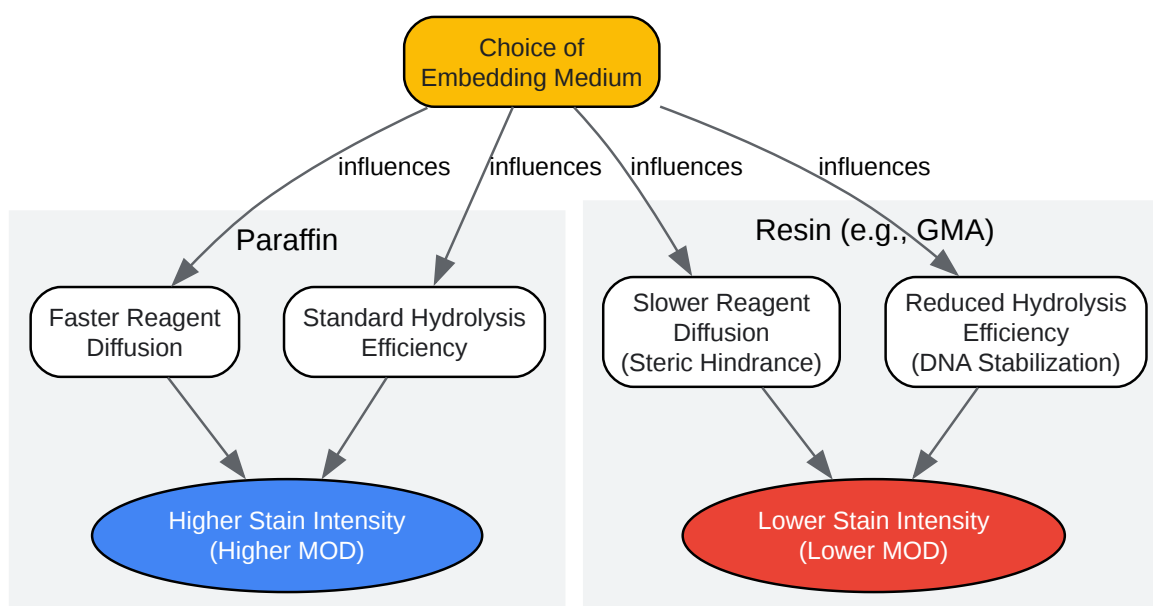 Choice of
Embedding Medium
influences
influences
influences
influences
Paraffin
Resin (e.g., GMA)
Faster Reagent
Diffusion
Standard Hydrolysis
Efficiency
Slower Reagent
Diffusion
(Steric Hindrance)
Reduced Hydrolysis
Efficiency
(DNA Stabilization)
Higher Stain Intensity
(Higher MOD)
Lower Stain Intensity
(Lower MOD)